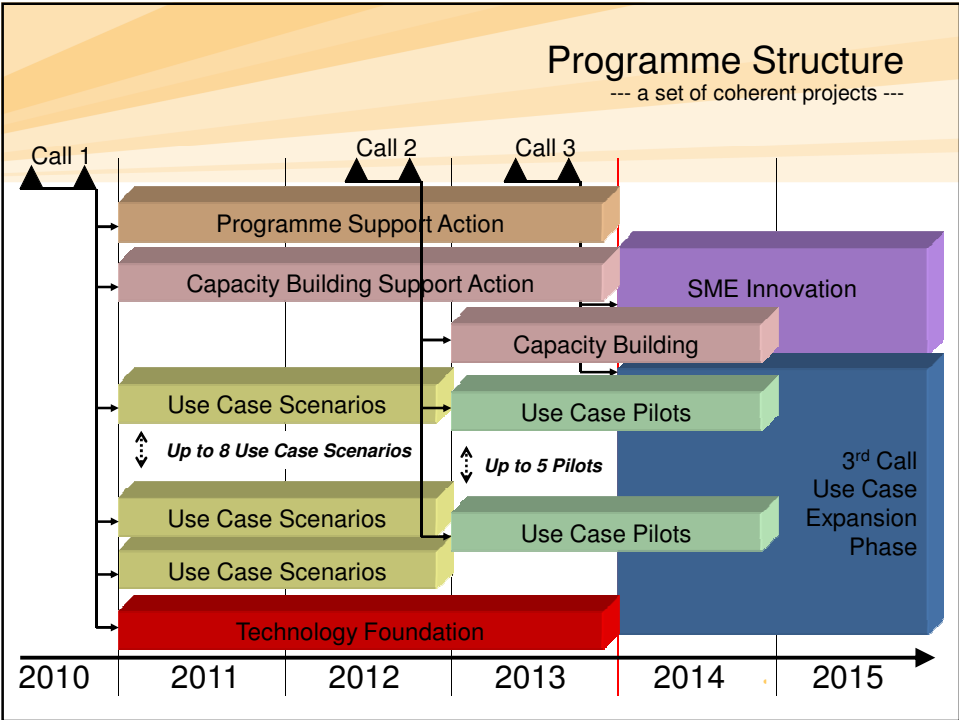 Programme Structure
--- a set of coherent projects ---
Call 1
Call 2
Call 3
Programme Support Action
Capacity Building Support Action
SME Innovation
Capacity Building
Use Case Scenarios
Use Case Pilots
Up to 8 Use Case Scenarios
Up to 5 Pilots
3rd Call
Use Case
Expansion
Phase
Use Case Scenarios
Use Case Pilots
Use Case Scenarios
Technology Foundation
2010
2011
2012
2013
2014
2015